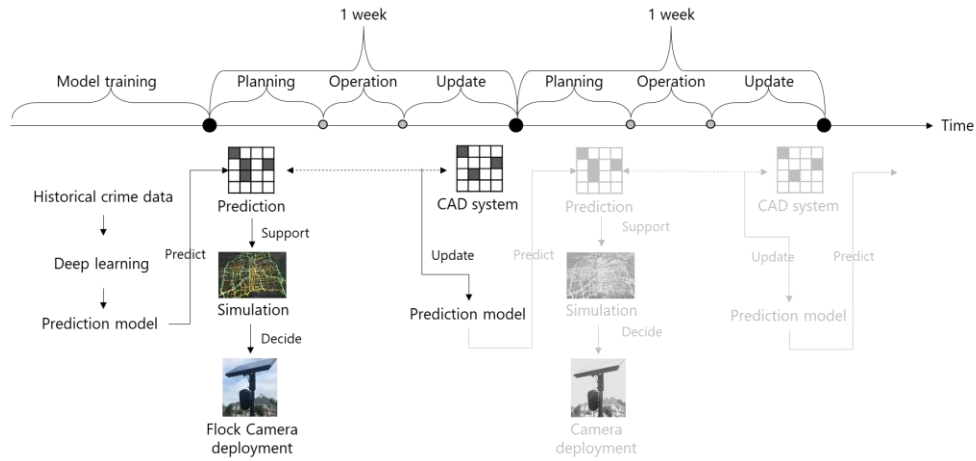 1 week
1 week
Model training
Planning
Operation
Update
Planning
Operation
Update
Time
Historical crime data
Deep learning
Prediction model
Predict
Prediction
Support
Simulation
Decide
Flock Camera
deployment
CAD system
Update
Prediction model
Predict
Prediction
Support
Simulation
Decide
Camera
deployment
CAD system
Update
Prediction model
Predict